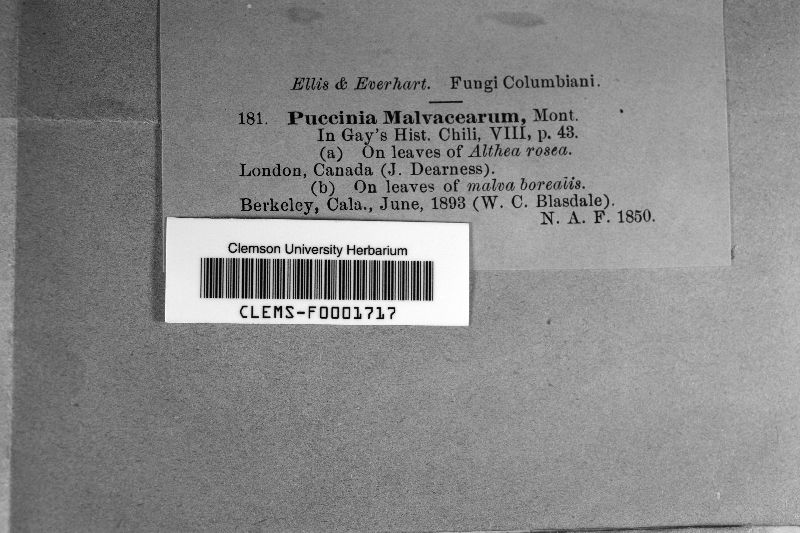 Ellis & Everhart. Fungi Columbiani.
181. Puccinia Malvacearum, Mont.
In Gay's Hist. Chili, VIII, p. 43.
(a) On leaves of Althea rosea.
London, Canada (J. Dearness).
(b) On leaves of malva borealis.
Berkeley, Cala., June, 1893 (W. C. Blasdale).
N. A. F. 1850.
Clemson University Herbarium
CLEMS-F0001717